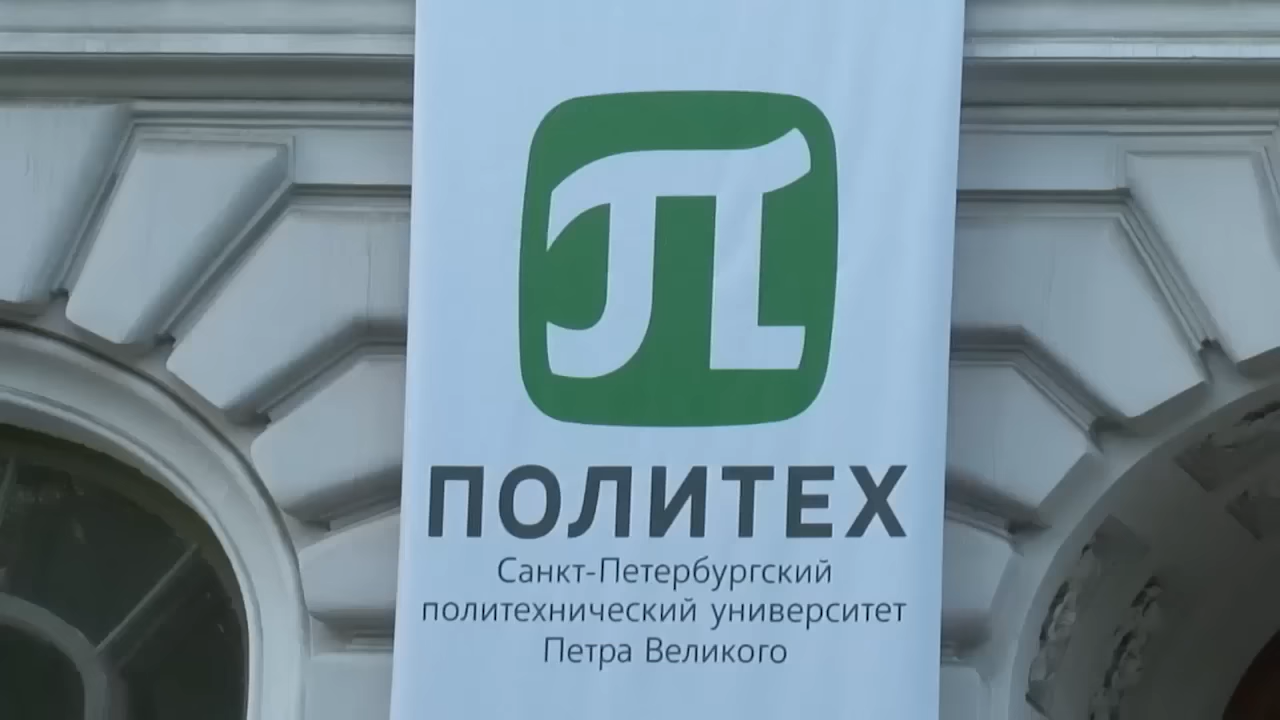 ПОЛИТЕХ
Санкт-Петербургский
политехнический университет
Петра Великого